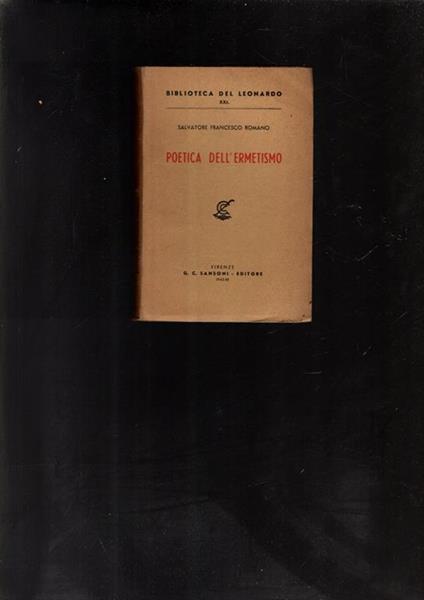 BIBLIOTECA DEL LEONARDO
XXI.
SALVATORE FRANCESCO ROMANO
POETICA DELL'ERMETISMO
FIRENZE
G. C. SANSONI - EDITORE